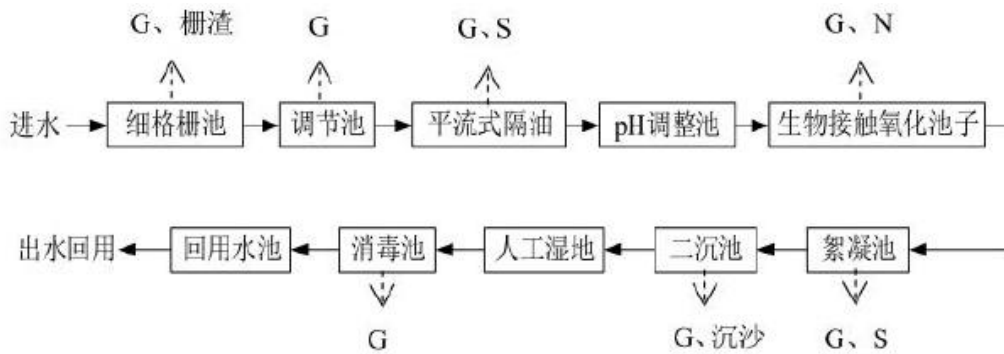 G、栅渣 G G、S G、N
进水 细格栅池 调节池 平流式隔油 pH调整池 生物接触氧化池子
出水回用 回用水池 消毒池 人工湿地 二沉池 絮凝池
G G、沉沙 G、S